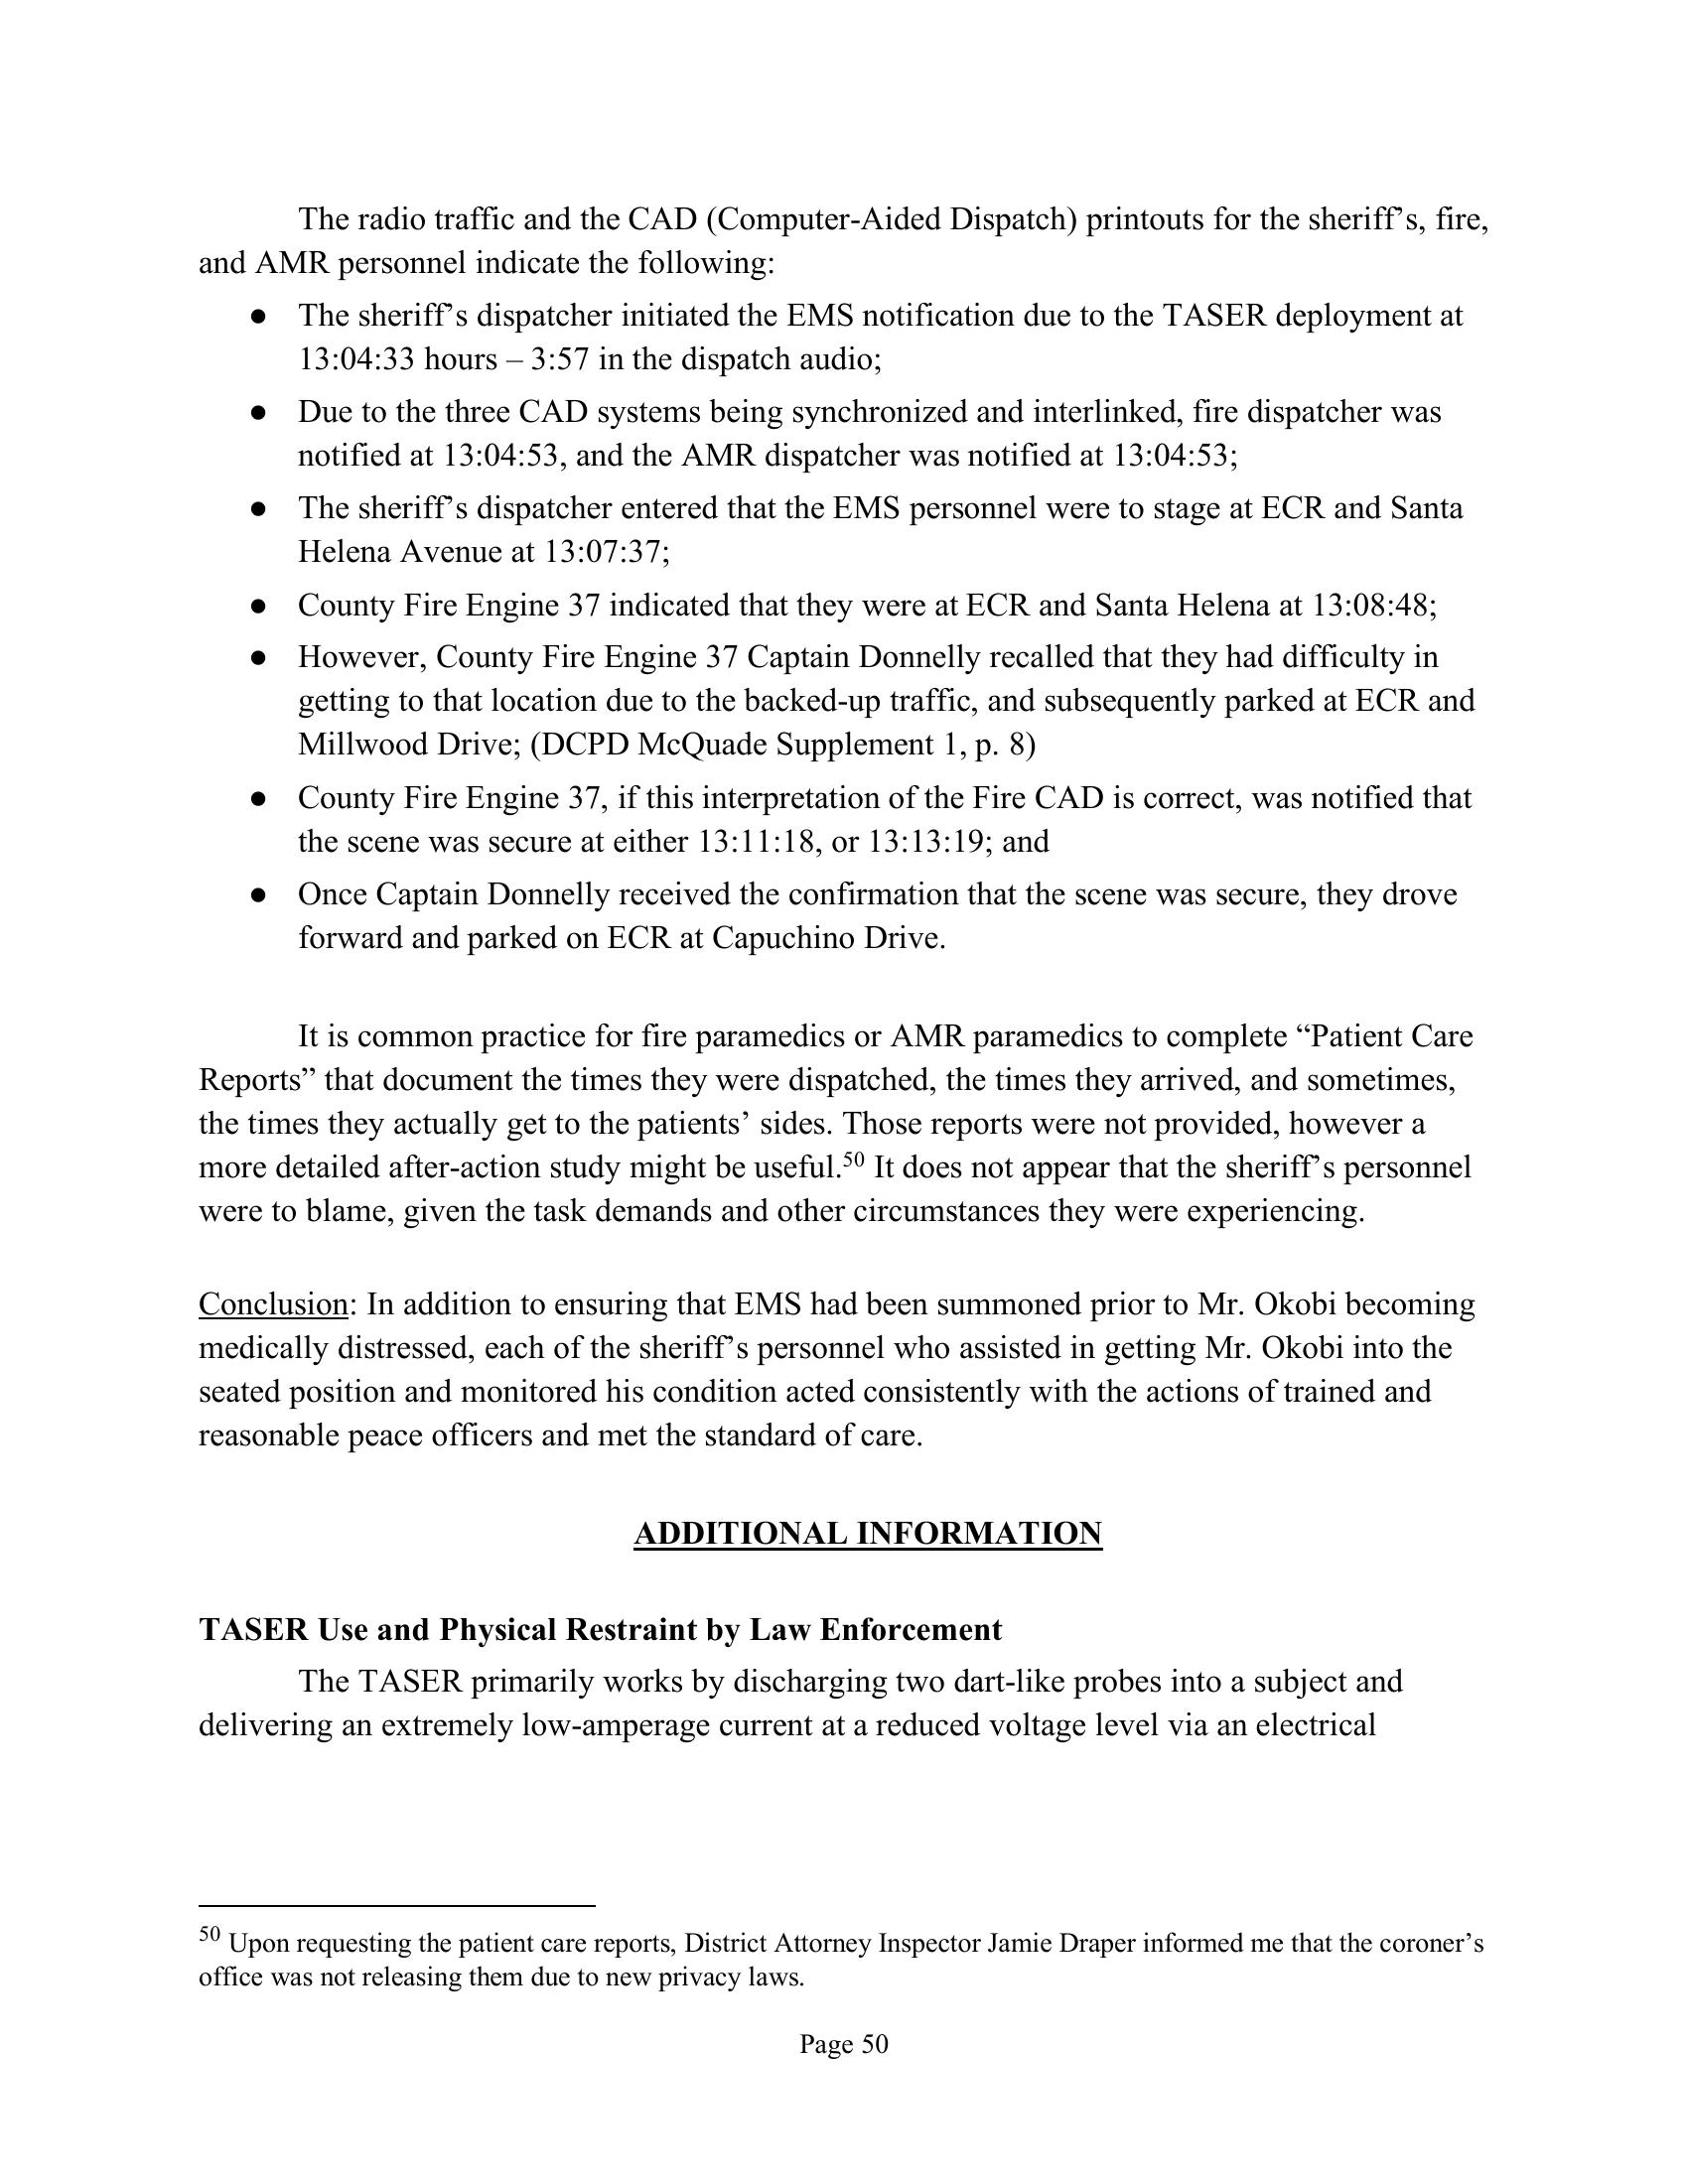 The radio traffic and the CAD (Computer-Aided Dispatch) printouts for the sheriff’s, fire,
and AMR personnel indicate the following:
● The sheriff’s dispatcher initiated the EMS notification due to the TASER deployment at
13:04:33 hours – 3:57 in the dispatch audio;
● Due to the three CAD systems being synchronized and interlinked, fire dispatcher was
notified at 13:04:53, and the AMR dispatcher was notified at 13:04:53;
● The sheriff’s dispatcher entered that the EMS personnel were to stage at ECR and Santa
Helena Avenue at 13:07:37;
● County Fire Engine 37 indicated that they were at ECR and Santa Helena at 13:08:48;
● However, County Fire Engine 37 Captain Donnelly recalled that they had difficulty in
getting to that location due to the backed-up traffic, and subsequently parked at ECR and
Millwood Drive; (DCPD McQuade Supplement 1, p. 8)
● County Fire Engine 37, if this interpretation of the Fire CAD is correct, was notified that
the scene was secure at either 13:11:18, or 13:13:19; and
● Once Captain Donnelly received the confirmation that the scene was secure, they drove
forward and parked on ECR at Capuchino Drive.
It is common practice for fire paramedics or AMR paramedics to complete “Patient Care
Reports” that document the times they were dispatched, the times they arrived, and sometimes,
the times they actually get to the patients’ sides. Those reports were not provided, however a
more detailed after-action study might be useful.50 It does not appear that the sheriff’s personnel
were to blame, given the task demands and other circumstances they were experiencing.
Conclusion: In addition to ensuring that EMS had been summoned prior to Mr. Okobi becoming
medically distressed, each of the sheriff’s personnel who assisted in getting Mr. Okobi into the
seated position and monitored his condition acted consistently with the actions of trained and
reasonable peace officers and met the standard of care.
ADDITIONAL INFORMATION
TASER Use and Physical Restraint by Law Enforcement
The TASER primarily works by discharging two dart-like probes into a subject and
delivering an extremely low-amperage current at a reduced voltage level via an electrical
50 Upon requesting the patient care reports, District Attorney Inspector Jamie Draper informed me that the coroner’s
office was not releasing them due to new privacy laws.
Page 50